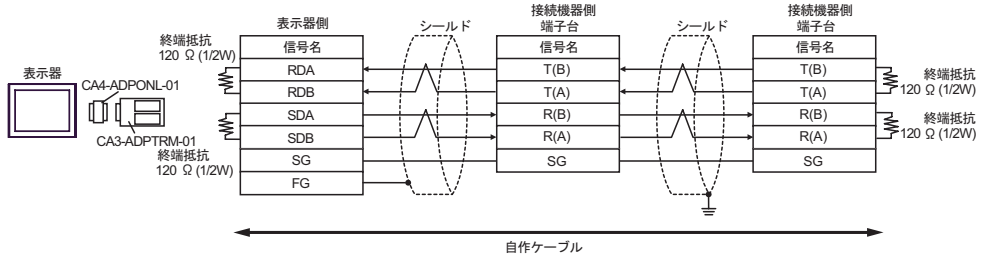 表示器
CA4-ADPONL-01
CA3-ADPTRM-01
終端抵抗
120 Ω (1/2W)
終端抵抗
120 Ω (1/2W)
表示器側
信号名
RDA
RDB
SDA
SDB
SG
FG
シールド
接続機器側
端子台
信号名
T(B)
T(A)
R(B)
R(A)
SG
シールド
接続機器側
端子台
信号名
T(B)
T(A)
R(B)
R(A)
SG
終端抵抗
120 Ω (1/2W)
終端抵抗
120 Ω (1/2W)
自作ケーブル